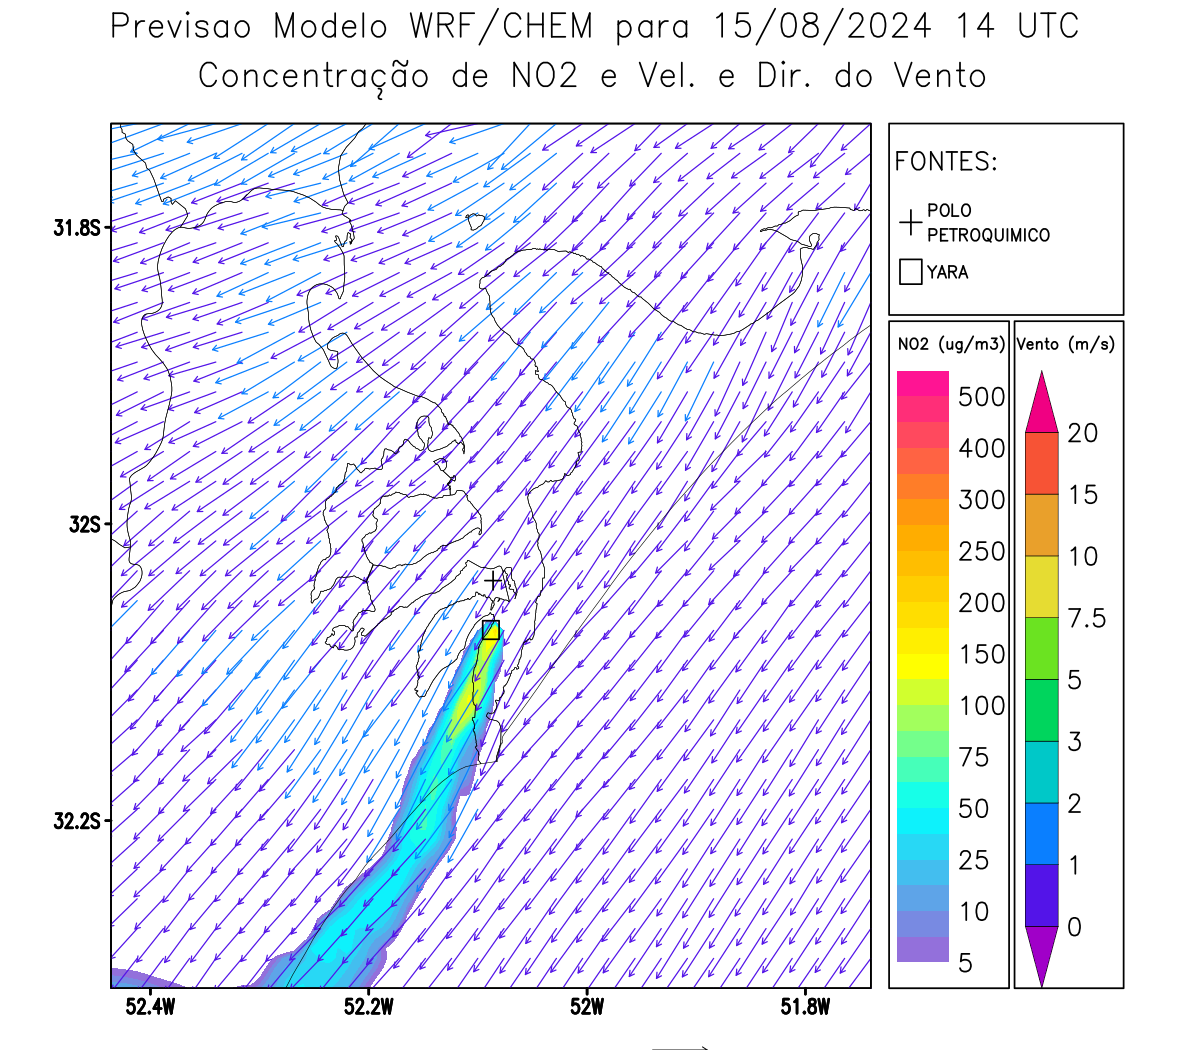 Previsao Modelo WRF/CHEM para 15/08/2024 14 UTC
Concentração de NO2 e Vel. e Dir. do Vento
FONTES:
POLO
PETROQUIMICO
YARA
NO2 (ug/m3)
500
400
300
250
200
150
100
75
50
25
10
5
Vento (m/s)
20
15
10
7.5
5
3
2
1
0
31.8S
32S
32.2S
52.4W
52.2W
52W
51.8W